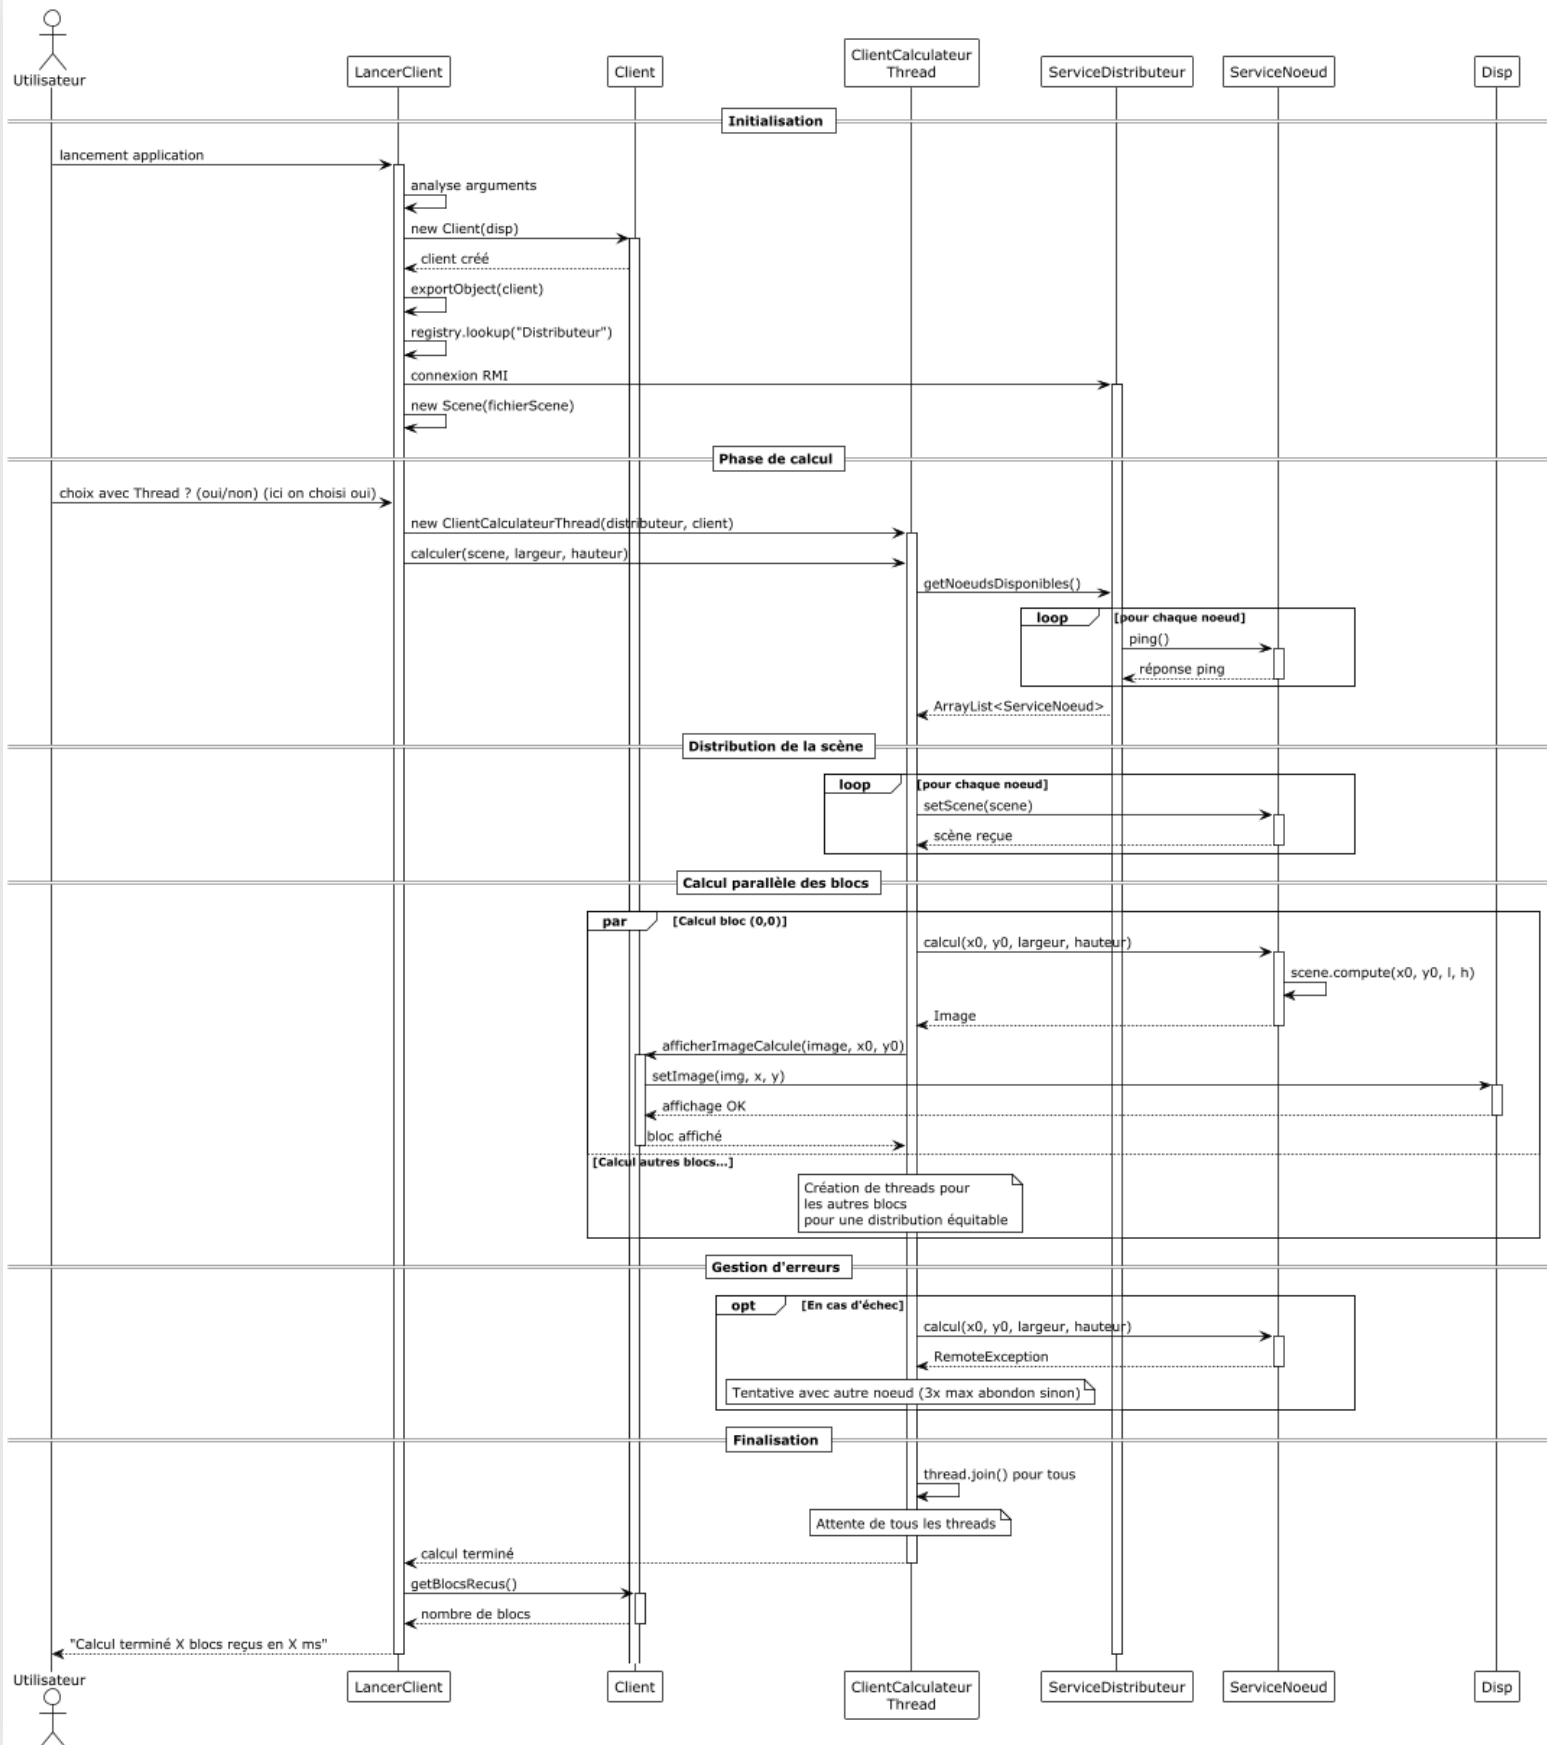 Utilisateur
LancerClient
Client
ClientCalculateur
Thread
ServiceDistributeur
ServiceNoeud
Disp
Initialisation
lancement application
analyse arguments
new Client(disp)
client créé
exportObject(client)
registry.lookup("Distributeur")
connexion RMI
new Scene(fichierScene)
Phase de calcul
choix avec Thread ? (oui/non) (ici on choisi oui)
new ClientCalculateurThread(distributeur, client)
calculer(scene, largeur, hauteur)
getNoeudsDisponibles()
loop
[pour chaque noeud]
ping()
réponse ping
ArrayList<ServiceNoeud>
Distribution de la scène
loop
[pour chaque noeud]
setScene(scene)
scène reçue
Calcul parallèle des blocs
par
[Calcul bloc (0,0)]
calcul(x0, y0, largeur, hauteur)
scene.compute(x0, y0, l, h)
Image
afficherImageCalcule(image, x0, y0)
setImage(img, x, y)
affichage OK
bloc affiché
[Calcul autres blocs...]
Création de threads pour
les autres blocs
pour une distribution équitable
Gestion d'erreurs
opt
[En cas d'échec]
calcul(x0, y0, largeur, hauteur)
RemoteException
Tentative avec autre noeud (3x max abondon sinon)
Finalisation
thread.join() pour tous
Attente de tous les threads
calcul terminé
getBlocsRecus()
nombre de blocs
"Calcul terminé X blocs reçus en X ms"
Utilisateur
LancerClient
Client
ClientCalculateur
Thread
ServiceDistributeur
ServiceNoeud
Disp